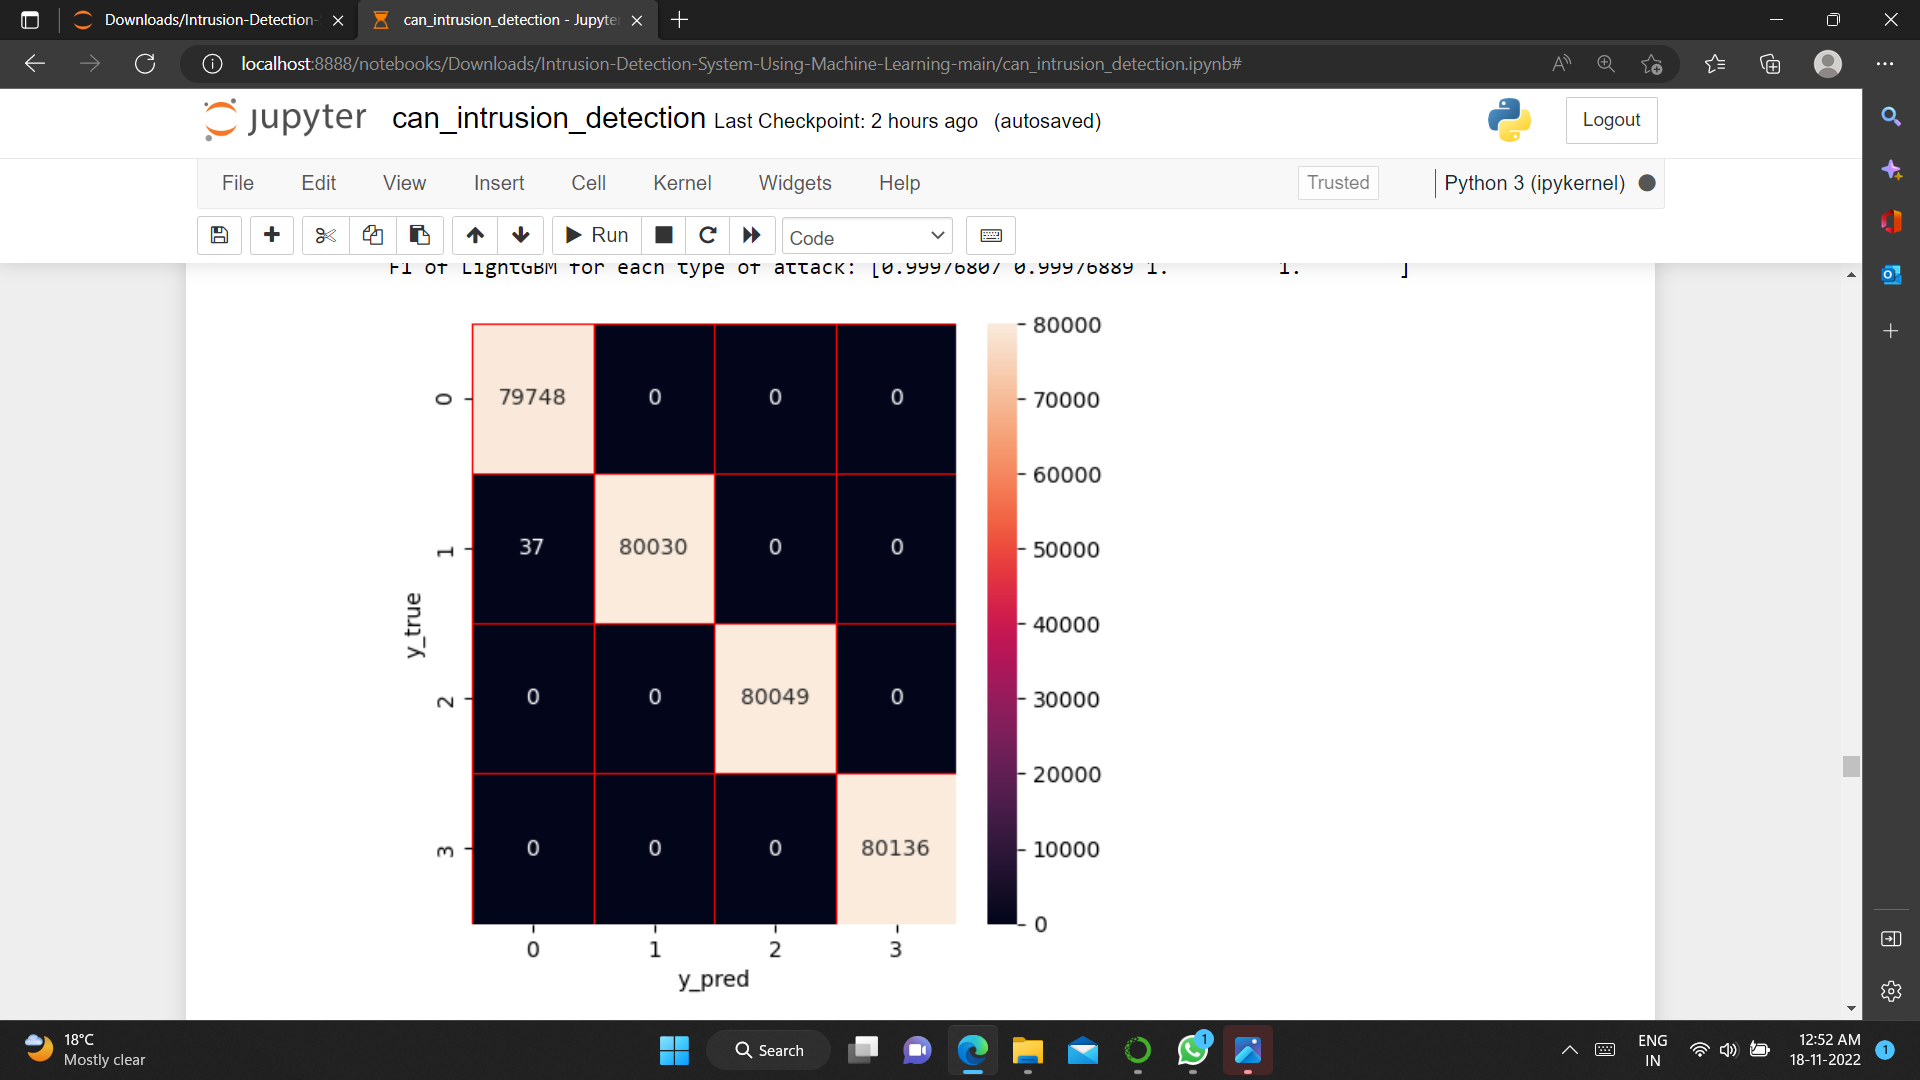 Downloads/Intrusion-Detection-
can_intrusion_detection - Jupyte
localhost:8888/notebooks/Downloads/Intrusion-Detection-System-Using-Machine-Learning-main/can_intrusion_detection.ipynb#
jupyter can_intrusion_detection Last Checkpoint: 2 hours ago (autosaved)
Logout
File Edit View Insert Cell Kernel Widgets Help
Trusted Python 3 (ipykernel)
Run Code
F1 of LightGBM for each type of attack: [0.99976807 0.99976889 1. 1. ]
80000
79748 0 0 0
0
70000
60000
37 80030 0 0
1
50000
y_true
40000
0 0 80049 0
2
30000
20000
0 0 0 80136
3
10000
0
0 1 2 3
y_pred
18°C
Mostly clear
Search
1
ENG
IN
12:52 AM
18-11-2022
1